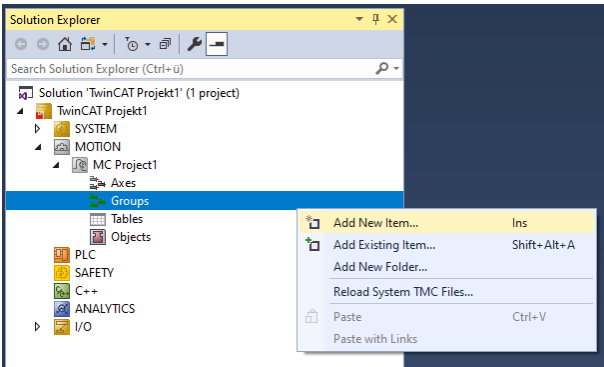 Solution Explorer
Search Solution Explorer (Ctrl+ü)
Solution 'TwinCAT Projekt1' (1 project)
TwinCAT Projekt1
SYSTEM
MOTION
MC Project1
Axes
Groups
Tables
Objects
PLC
SAFETY
C++
ANALYTICS
I/O
Add New Item... Ins
Add Existing Item... Shift+Alt+A
Add New Folder...
Reload System TMC Files...
Paste Ctrl+V
Paste with Links